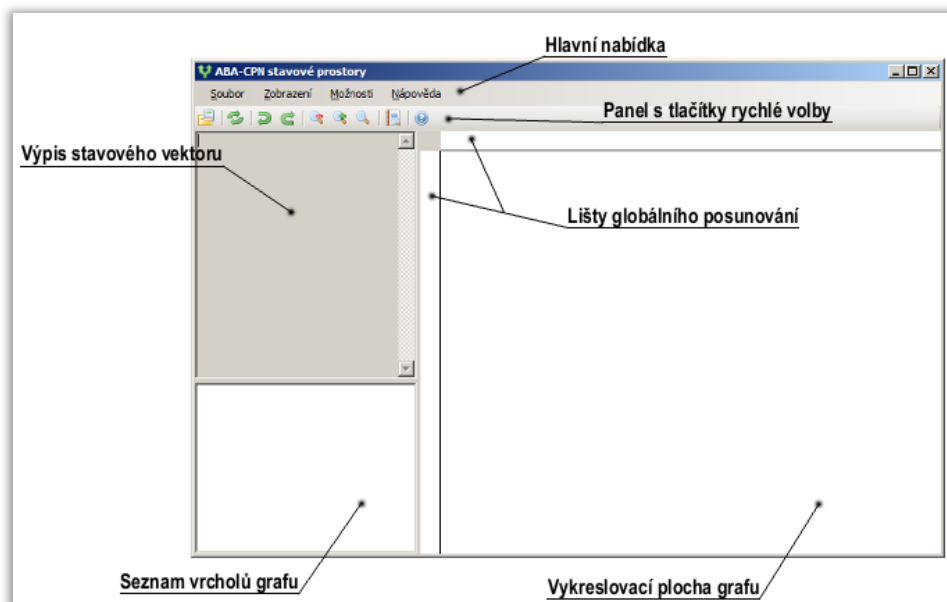 Hlavní nabídka
ABA-CPN stavové prostory
Soubor Zobrazení Možnosti Nápověda
Panel s tlačítky rychlé volby
Výpis stavového vektoru
Lišty globálního posunování
Seznam vrcholů grafu
Vykreslovací plocha grafu